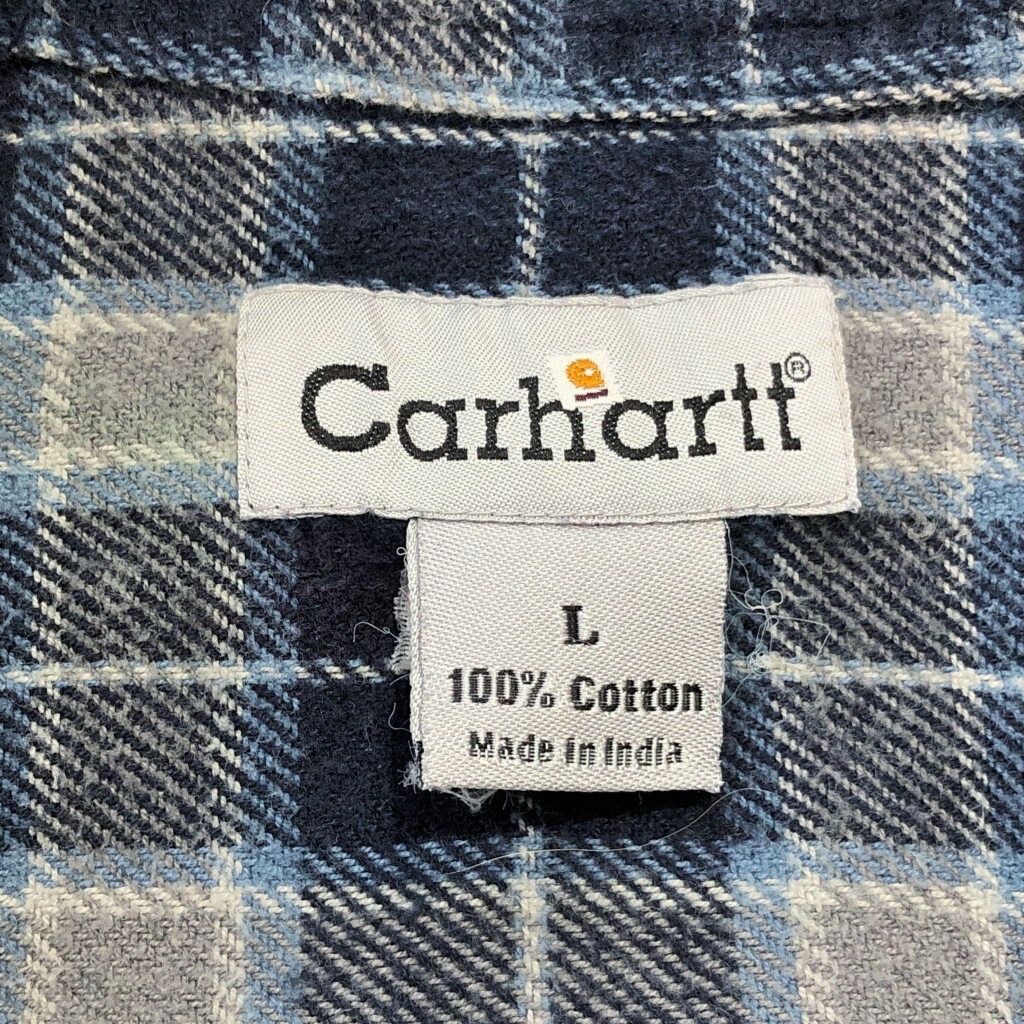 Carhartt®
L
100% Cotton
Made In India